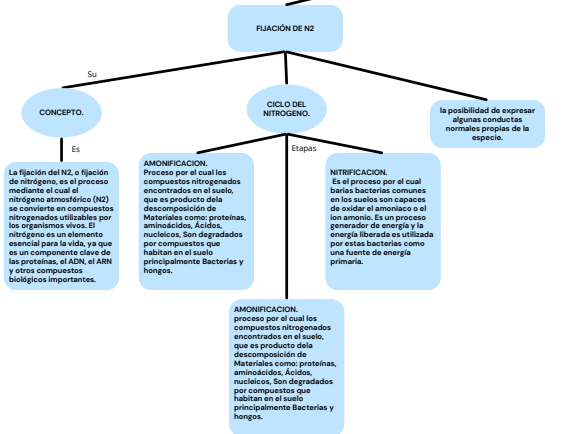 FIJACIÓN DE N2
Su
CONCEPTO.
Es
La fijación del N2, o fijación
de nitrógeno, es el proceso
mediante el cual el
nitrógeno atmosférico (N2)
se convierte en compuestos
nitrogenados utilizables por
los organismos vivos. El
nitrógeno es un elemento
esencial para la vida, ya que
es un componente clave de
las proteínas, el ADN, el ARN
y otros compuestos
biológicos importantes.
CICLO DEL
NITROGENO.
Etapas
AMONIFICACION.
Proceso por el cual los
compuestos nitrogenados
encontrados en el suelo,
que es producto dela
descomposición de
Materiales como: proteínas,
aminoácidos, Ácidos,
nucleicos, Son degradados
por compuestos que
habitan en el suelo
principalmente Bacterias y
hongos.
AMONIFICACION.
proceso por el cual los
compuestos nitrogenados
encontrados en el suelo,
que es producto dela
descomposición de
Materiales como: proteínas,
aminoácidos, Ácidos,
nucleicos, Son degradados
por compuestos que
habitan en el suelo
principalmente Bacterias y
hongos.
NITRIFICACION.
Es el proceso por el cual
barias bacterias comunes
en los suelos son capaces
de oxidar el amoniaco o el
ion amonio. Es un proceso
generador de energía y la
energía liberada es utilizada
por estas bacterias como
una fuente de energía
primaria.
la posibilidad de expresar
algunas conductas
normales propias de la
especie.